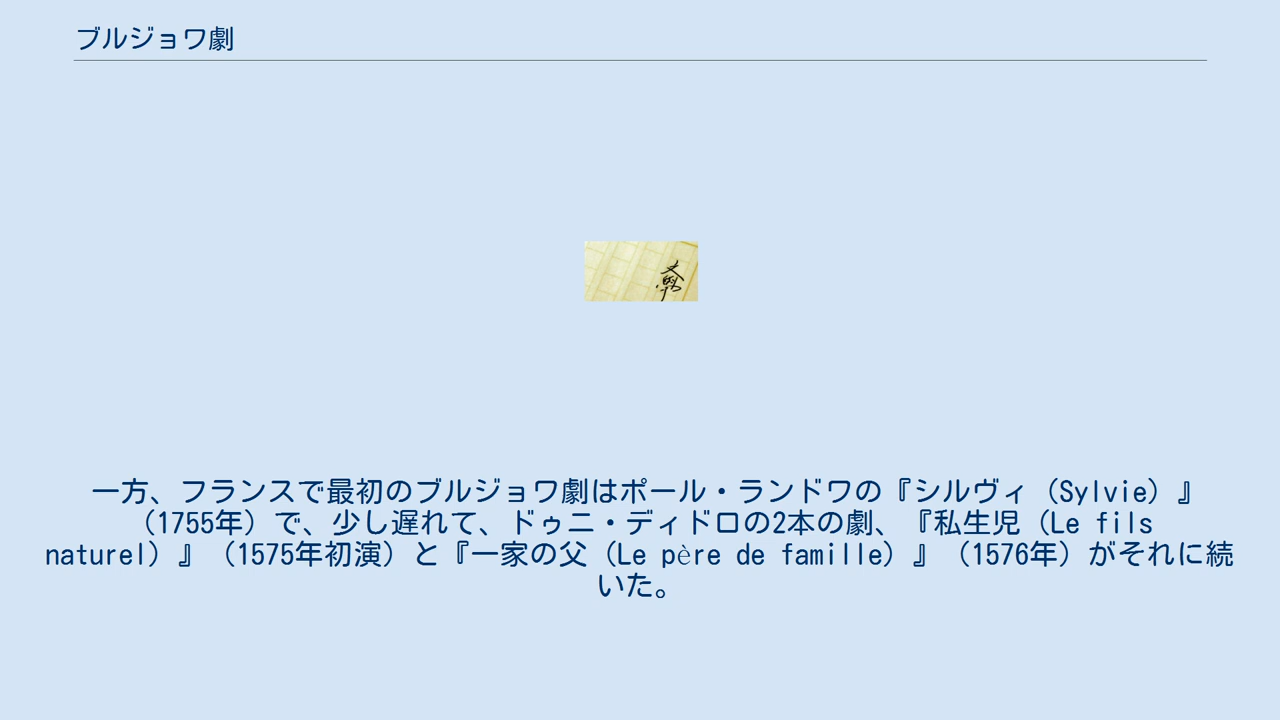 ブルジョワ劇
一方、フランスで最初のブルジョワ劇はポール・ランドワの『シルヴィ（Sylvie）』
（1755年）で、少し遅れて、ドゥニ・ディドロの2本の劇、『私生児（Le fils
naturel）』（1575年初演）と『一家の父（Le père de famille）』（1576年）がそれに続
いた。